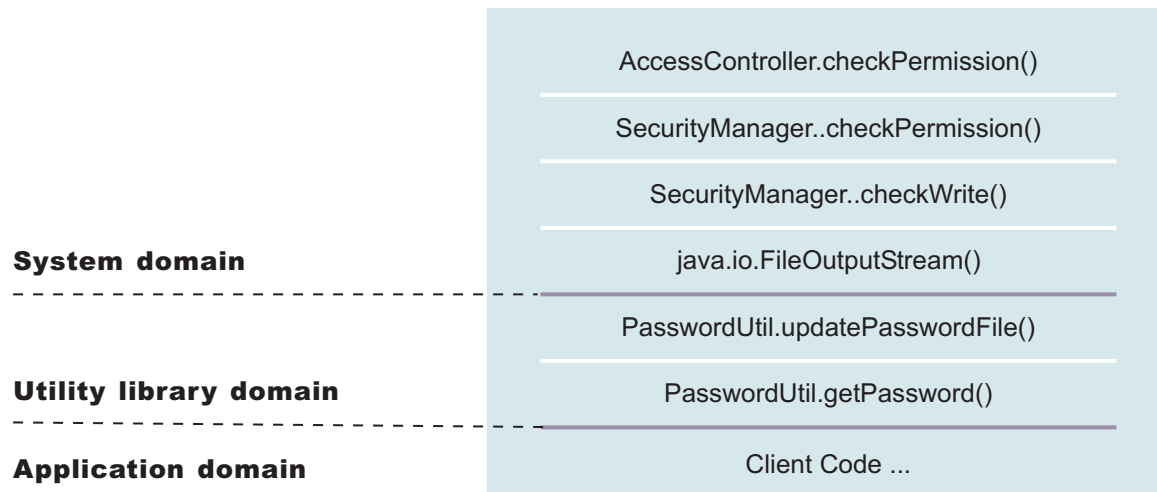 AccessController.checkPermission()
SecurityManager..checkPermission()
SecurityManager..checkWrite()
System domain
java.io.FileOutputStream()
PasswordUtil.updatePasswordFile()
Utility library domain
PasswordUtil.getPassword()
Application domain
Client Code ...